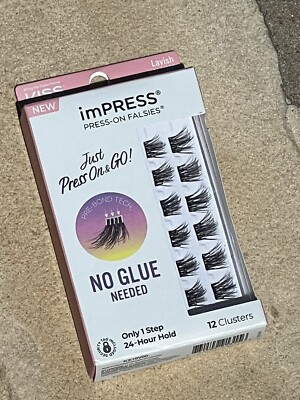 KISS
Lavish
NEW
imPRESS®
PRESS-ON FALSIES®
Just
Press On & GO!
PRE-BOND TECH.
NO GLUE
NEEDED
Only 1 Step
24-Hour Hold
12 Clusters